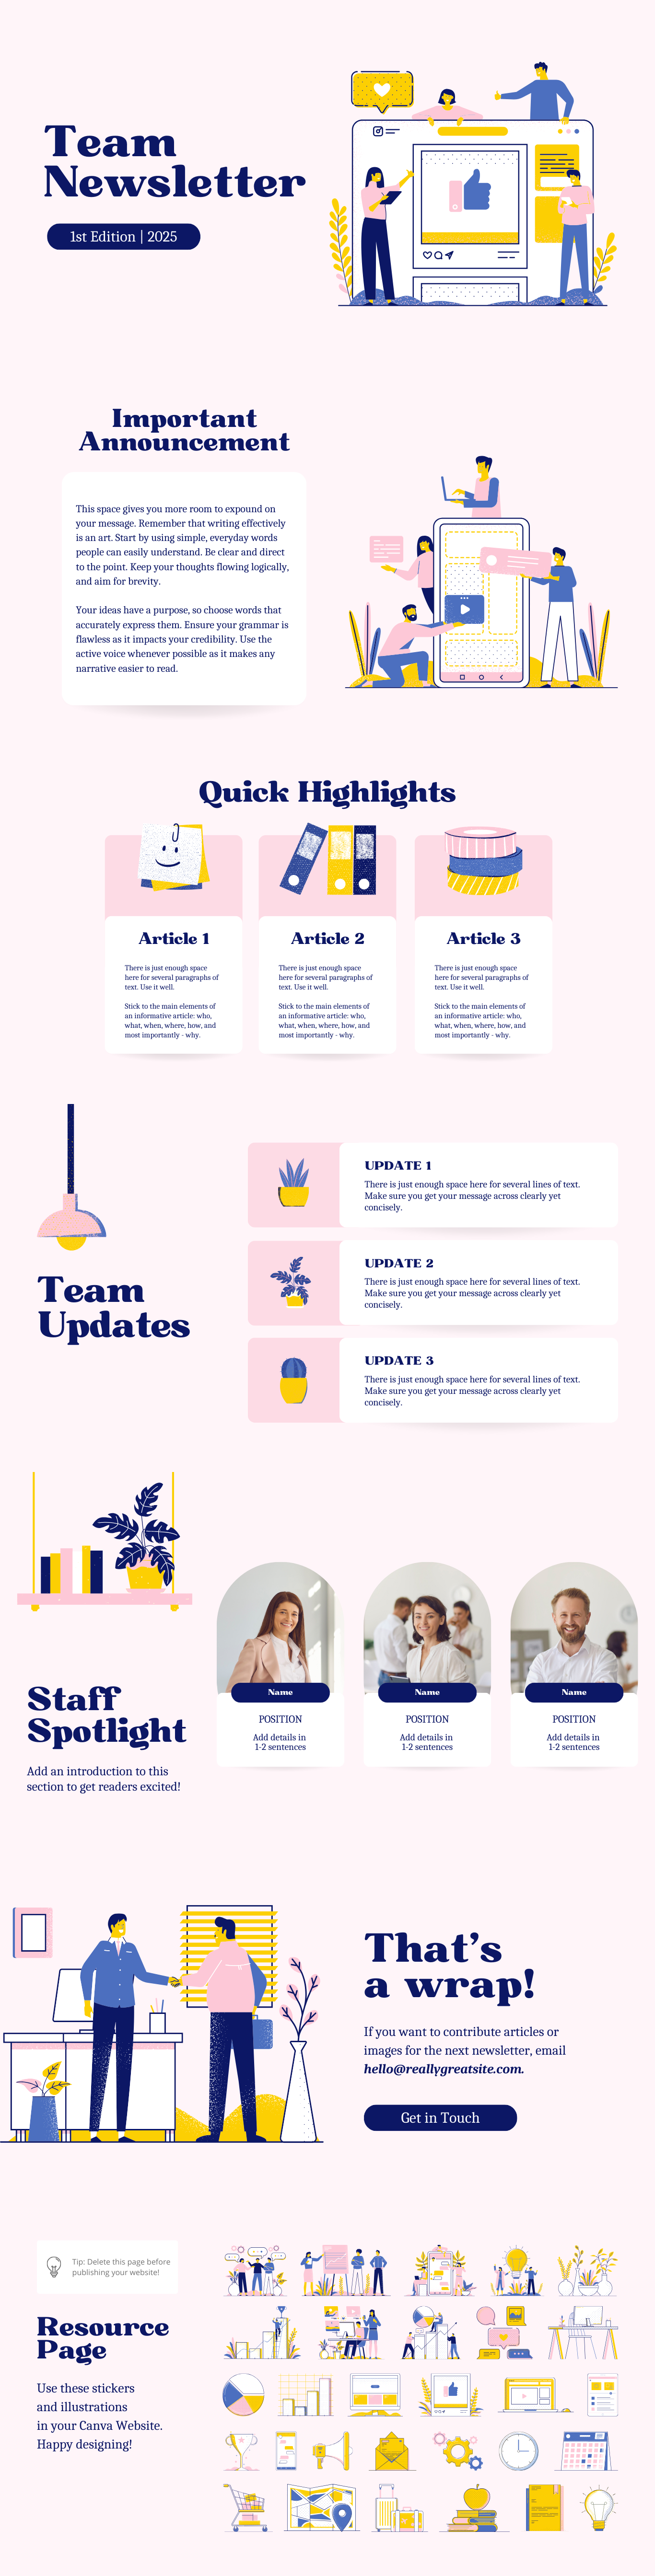 Team
Newsletter
1st Edition | 2025
Important
Announcement
This space gives you more room to expound on
your message. Remember that writing effectively
is an art. Start by using simple, everyday words
people can easily understand. Be clear and direct
to the point. Keep your thoughts flowing logically,
and aim for brevity.
Your ideas have a purpose, so choose words that
accurately express them. Ensure your grammar is
flawless as it impacts your credibility. Use the
active voice whenever possible as it makes any
narrative easier to read.
Quick Highlights
Article 1
There is just enough space
here for several paragraphs of
text. Use it well.
Stick to the main elements of
an informative article: who,
what, when, where, how, and
most importantly - why.
Article 2
There is just enough space
here for several paragraphs of
text. Use it well.
Stick to the main elements of
an informative article: who,
what, when, where, how, and
most importantly - why.
Article 3
There is just enough space
here for several paragraphs of
text. Use it well.
Stick to the main elements of
an informative article: who,
what, when, where, how, and
most importantly - why.
Team
Updates
UPDATE 1
There is just enough space here for several lines of text.
Make sure you get your message across clearly yet
concisely.
UPDATE 2
There is just enough space here for several lines of text.
Make sure you get your message across clearly yet
concisely.
UPDATE 3
There is just enough space here for several lines of text.
Make sure you get your message across clearly yet
concisely.
Staff
Spotlight
Add an introduction to this
section to get readers excited!
Name
POSITION
Add details in
1-2 sentences
Name
POSITION
Add details in
1-2 sentences
Name
POSITION
Add details in
1-2 sentences
That's
a wrap!
If you want to contribute articles or
images for the next newsletter, email
hello@reallygreatsite.com.
Get in Touch
Tip: Delete this page before
publishing your website!
Resource
Page
Use these stickers
and illustrations
in your Canva Website.
Happy designing!